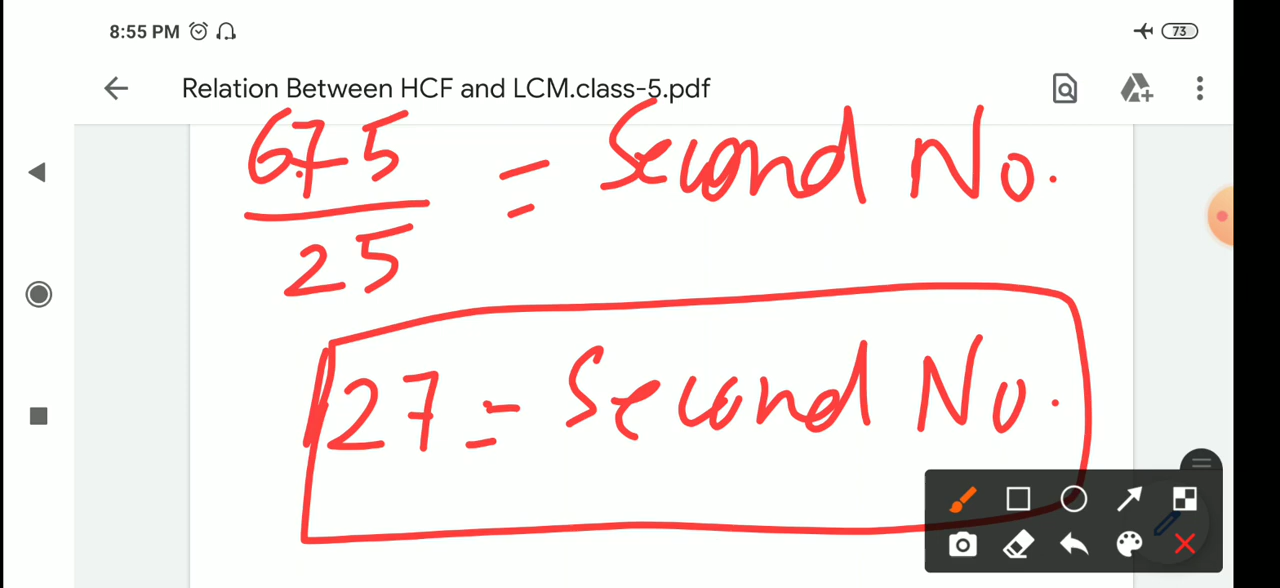 8:55 PM 73
Relation Between HCF and LCM.class-5.pdf
675
25 = Second No.
27 = Second No.